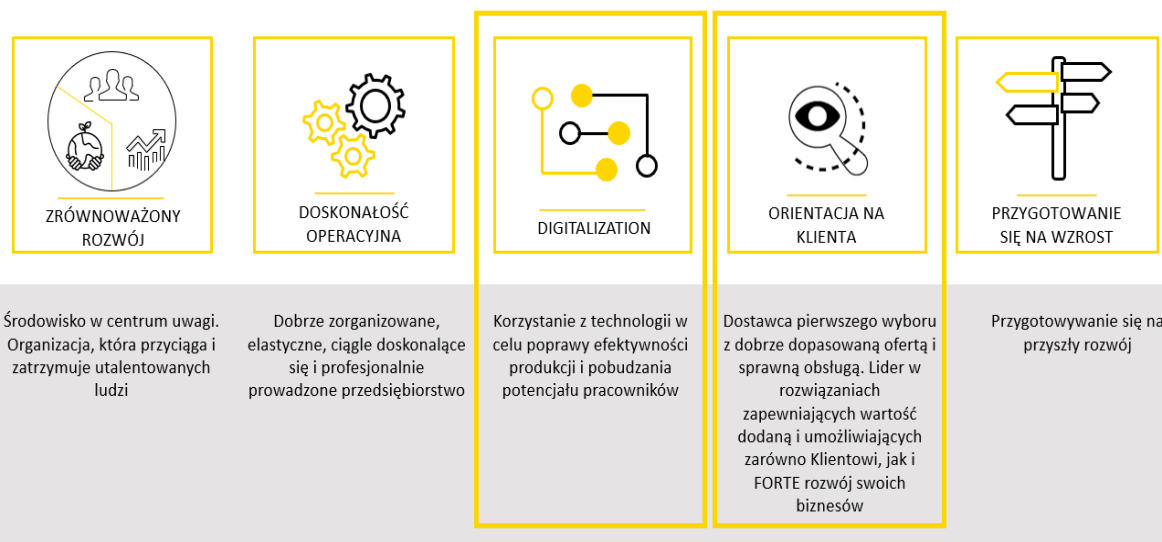 ZRÓWNOWAŻONY
ROZWÓJ
Środowisko w centrum uwagi.
Organizacja, która przyciąga i
zatrzymuje utalentowanych
ludzi
DOSKONAŁOŚĆ
OPERACYJNA
Dobrze zorganizowane,
elastyczne, ciągle doskonalące
się i profesjonalnie
prowadzone przedsiębiorstwo
DIGITALIZATION
Korzystanie z technologii w
celu poprawy efektywności
produkcji i pobudzania
potencjału pracowników
ORIENTACJA NA
KLIENTA
Dostawca pierwszego wyboru
z dobrze dopasowaną ofertą i
sprawną obsługą. Lider w
rozwiązaniach
zapewniających wartość
dodaną i umożliwiających
zarówno Klientowi, jak i
FORTE rozwój swoich
biznesów
PRZYGOTOWANIE
SIĘ NA WZROST
Przygotowywanie się na
przyszły rozwój